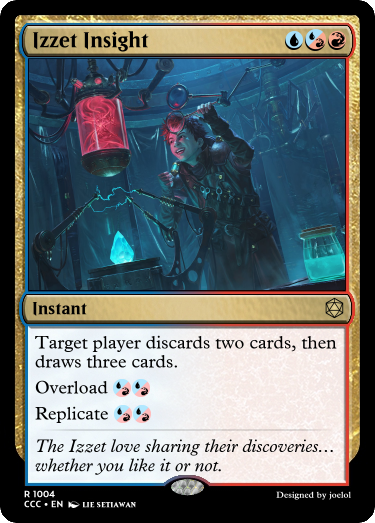 Izzet Insight
Instant
Target player discards two cards, then
draws three cards.
Overload
Replicate
The Izzet love sharing their discoveries…
whether you like it or not.
R 1004
CCC • EN LIE SETIAWAN
Designed by joelol